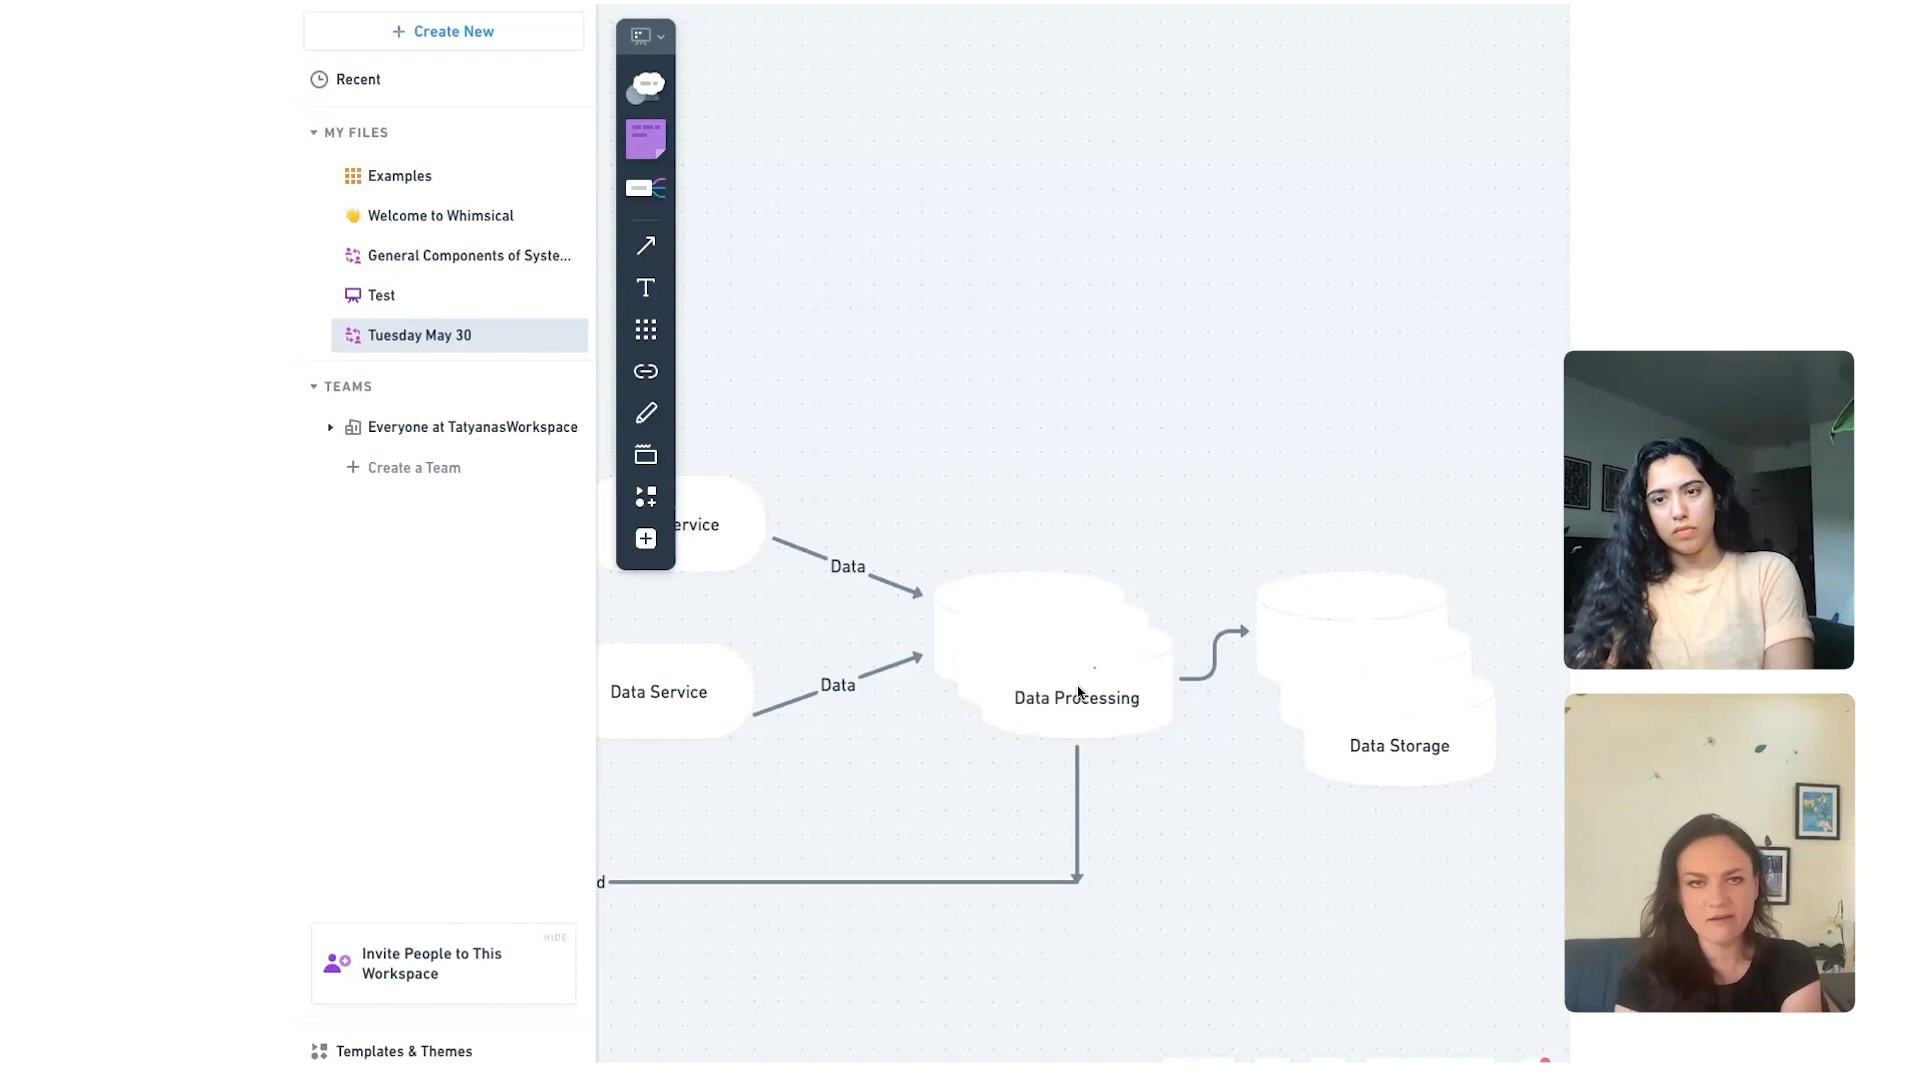 Create New
Recent
MY FILES
Examples
Welcome to Whimsical
General Components of Syste...
Test
Tuesday May 30
TEAMS
Everyone at TatyanasWorkspace
Create a Team
HIDE
Invite People to This
Workspace
Templates & Themes
ervice
Data
Data Service
Data
Data Processing
Data Storage
d